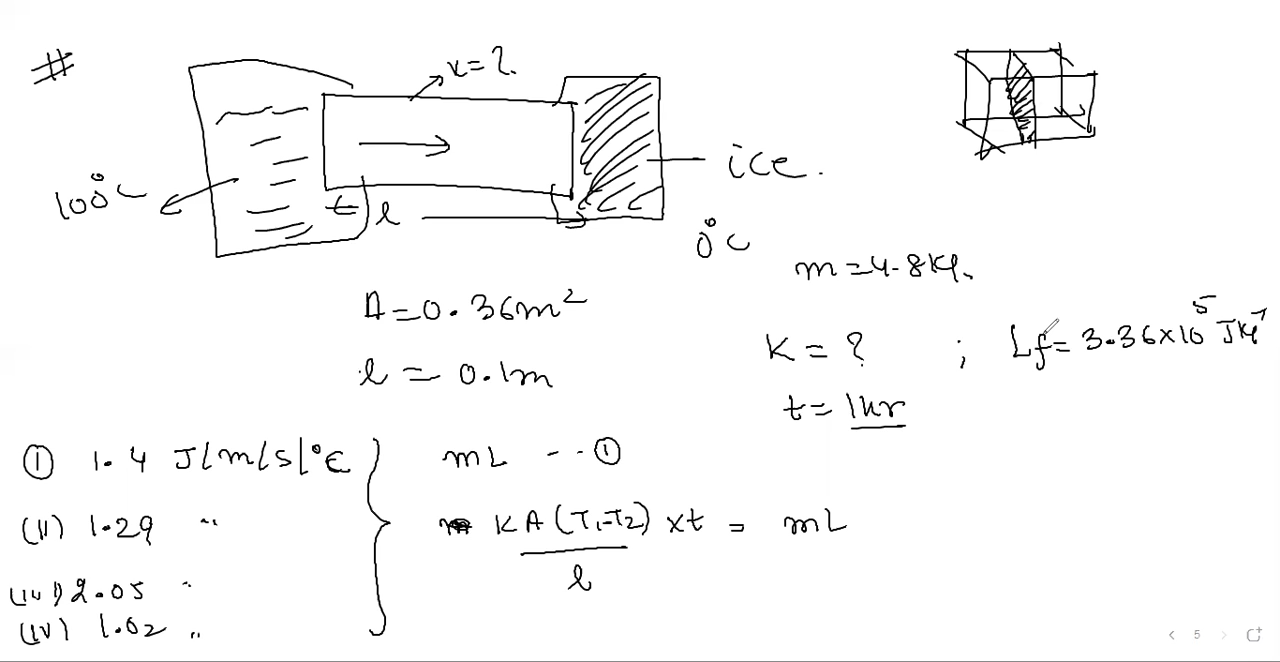 #
K=?
100°C
t
l
ice.
0°C
m=4.8Kg.
A=0.36m²
K=? ; Lf=3.36×10⁵ JKg⁻¹
l=0.1m
t=1hr
① 1.4 J/m/s/°C
mL --①
(II) 1.29 "
KA(T₁-T₂)×t = mL
l
(III) 2.05 "
(IV) 1.02 "
5